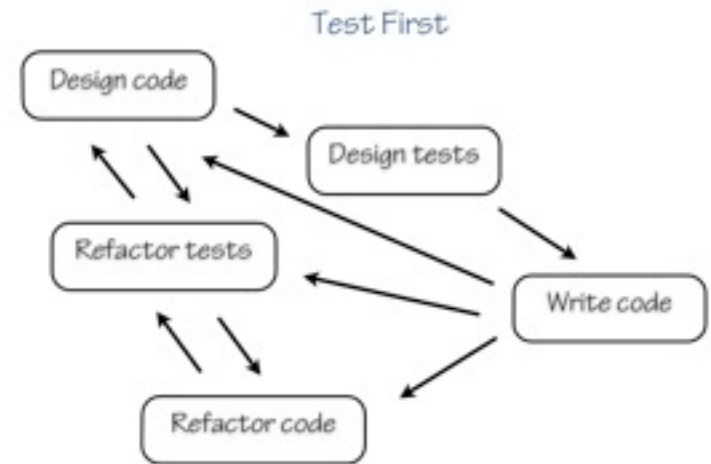 Test First
Design code
Design tests
Refactor tests
Write code
Refactor code